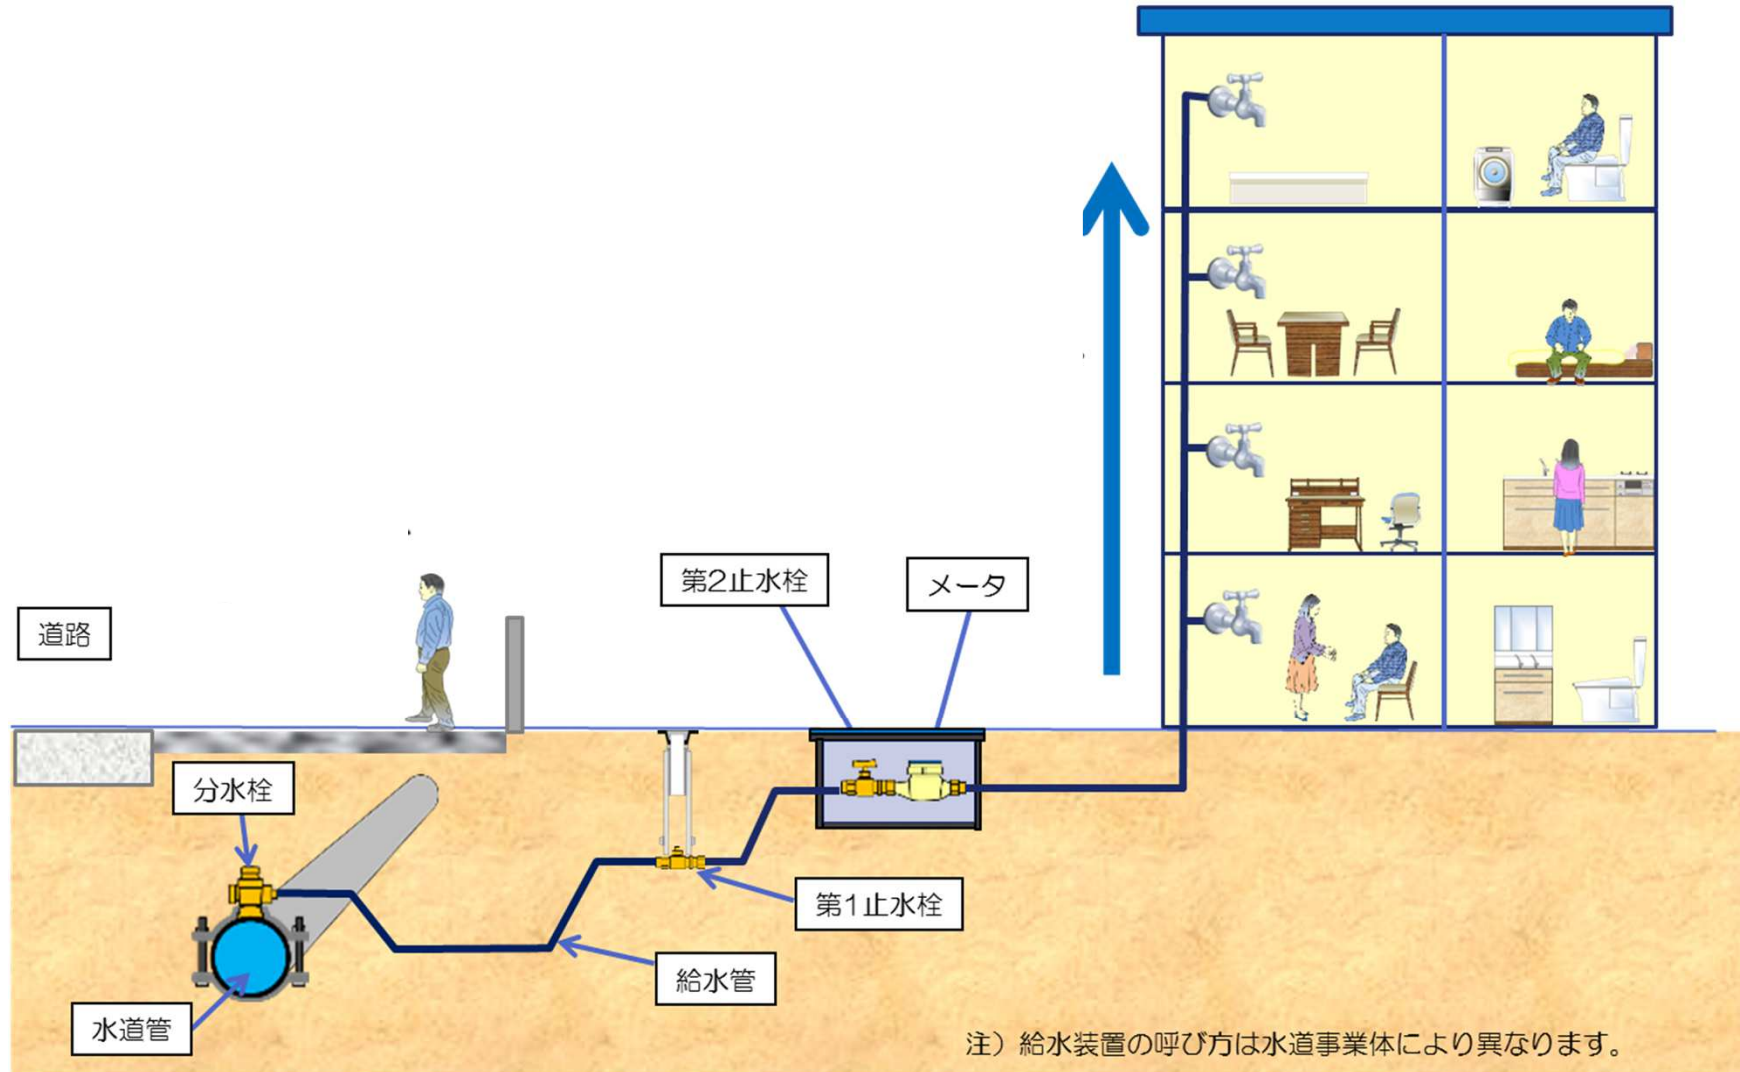 第2止水栓
メータ
道路
分水栓
第1止水栓
給水管
水道管
注）給水装置の呼び方は水道事業体により異なります。